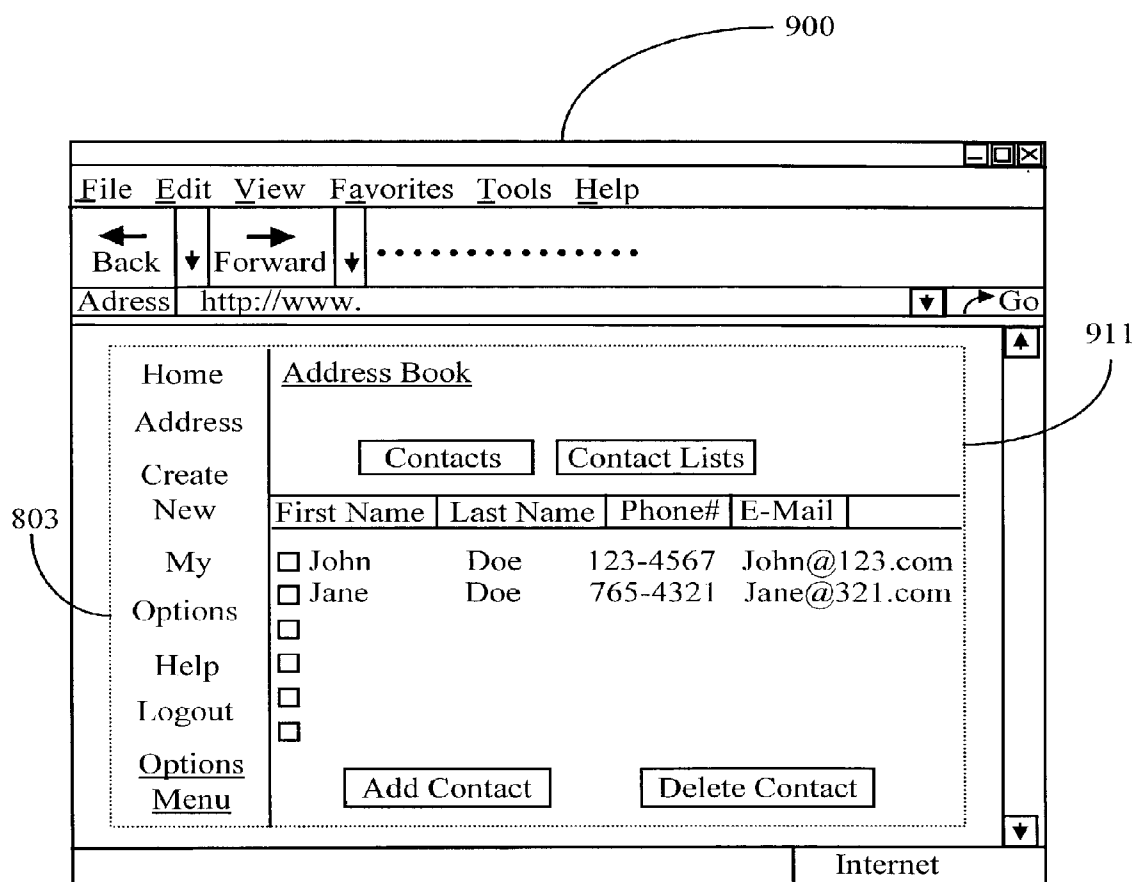 900
File Edit View Favorites Tools Help
Back Forward
Adress http://www. Go
911
Home
Address
Create
New
803
My
Options
Help
Logout
Options
Menu
Address Book
Contacts Contact Lists
First Name Last Name Phone# E-Mail
John Doe 123-4567 John@123.com
Jane Doe 765-4321 Jane@321.com
Add Contact Delete Contact
Internet